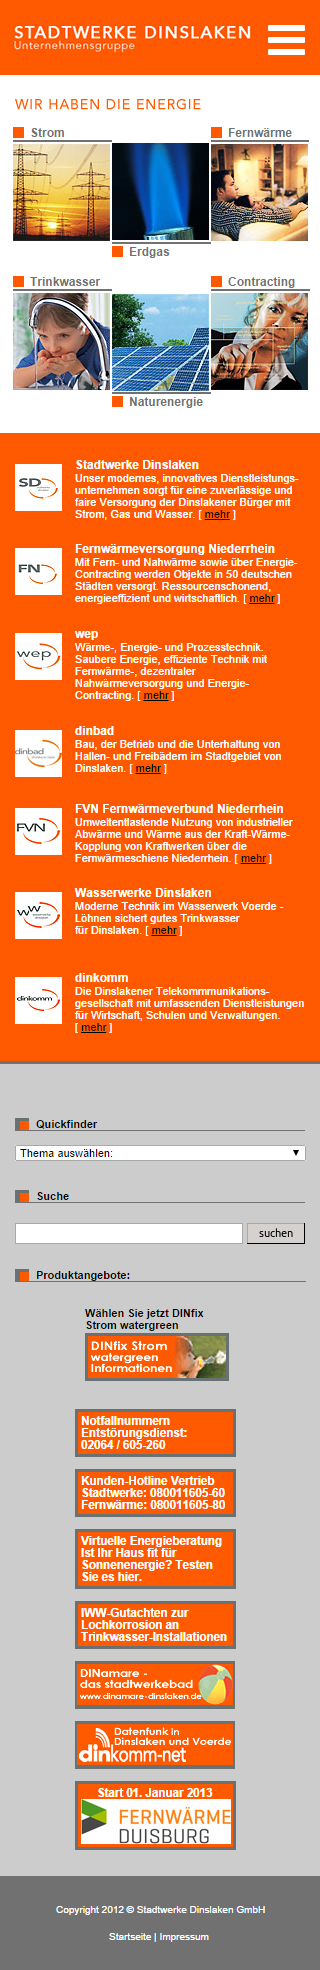 STADTWERKE DINSLAKEN
Unternehmensgruppe
WIR HABEN DIE ENERGIE
Strom
Fernwärme
Erdgas
Trinkwasser
Contracting
Naturenergie
SD
Stadtwerke Dinslaken
Unser modernes, innovatives Dienstleistungs-
unternehmen sorgt für eine zuverlässige und
faire Versorgung der Dinslakener Bürger mit
Strom, Gas und Wasser. [ mehr ]
FN
Fernwärmeversorgung Niederrhein
Mit Fern- und Nahwärme sowie über Energie-
Contracting werden Objekte in 50 deutschen
Städten versorgt. Ressourcenschonend,
energieeffizient und wirtschaftlich. [ mehr ]
wep
wep
Wärme-, Energie- und Prozesstechnik.
Saubere Energie, effiziente Technik mit
Fernwärme-, dezentraler
Nahwärmeversorgung und Energie-
Contracting. [ mehr ]
dinbad
dinbad
Bau, der Betrieb und die Unterhaltung von
Hallen- und Freibädern im Stadtgebiet von
Dinslaken. [ mehr ]
FVN
FVN Fernwärmeverbund Niederrhein
Umweltentlastende Nutzung von industrieller
Abwärme und Wärme aus der Kraft-Wärme-
Kopplung von Kraftwerken über die
Fernwärmeschiene Niederrhein. [ mehr ]
WW
Wasserwerke Dinslaken
Moderne Technik im Wasserwerk Voerde -
Löhnen sichert gutes Trinkwasser
für Dinslaken. [ mehr ]
dinkomm
dinkomm
Die Dinslakener Telekommmunikations-
gesellschaft mit umfassenden Dienstleistungen
für Wirtschaft, Schulen und Verwaltungen.
[ mehr ]
Quickfinder
Thema auswählen:
Suche
suchen
Produktangebote:
Wählen Sie jetzt DINfix
Strom watergreen
DINfix Strom
watergreen
Informationen
Notfallnummern
Entstörungsdienst:
02064 / 605-260
Kunden-Hotline Vertrieb
Stadtwerke: 080011605-60
Fernwärme: 080011605-80
Virtuelle Energieberatung
Ist Ihr Haus fit für
Sonnenenergie? Testen
Sie es hier.
IWW-Gutachten zur
Lochkorrosion an
Trinkwasser-Installationen
DINamare -
das stadtwerkebad
www.dinamare-dinslaken.de
Datenfunk in
Dinslaken und Voerde
dinkomm-net
Start 01. Januar 2013
FERNWÄRME
DUISBURG
Copyright 2012 © Stadtwerke Dinslaken GmbH
Startseite | Impressum